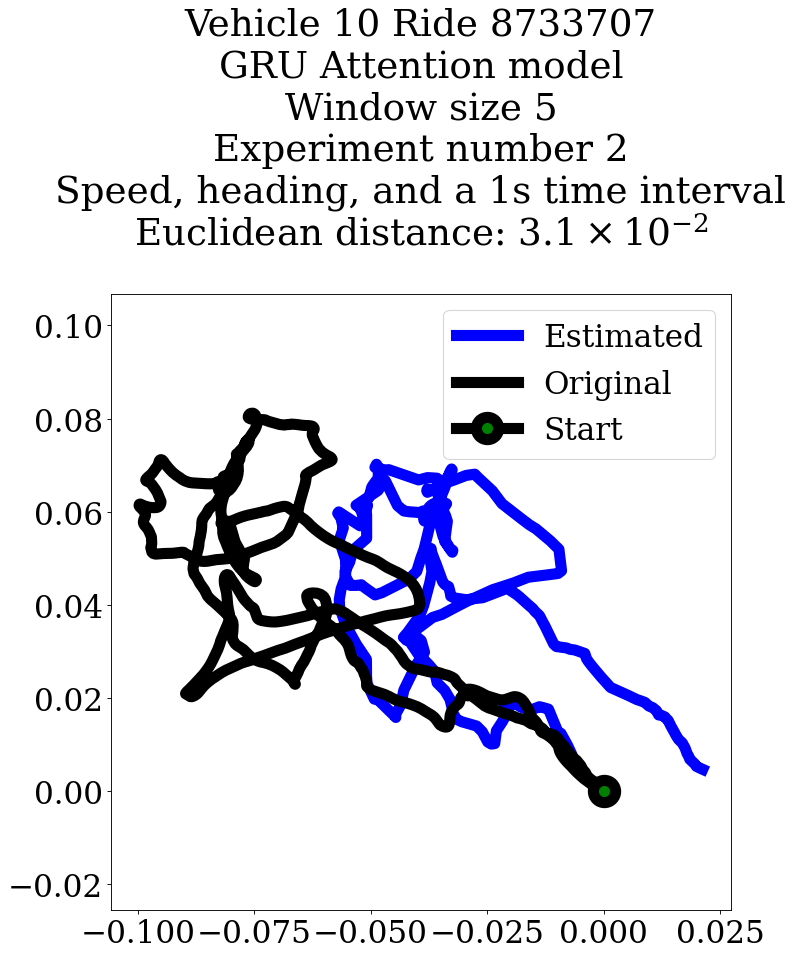 Vehicle 10 Ride 8733707
GRU Attention model
Window size 5
Experiment number 2
Speed, heading, and a 1s time interval
Euclidean distance: 3.1 × 10⁻²
Estimated
Original
Start
0.10
0.08
0.06
0.04
0.02
0.00
−0.02
−0.100 −0.075 −0.050 −0.025 0.000 0.025